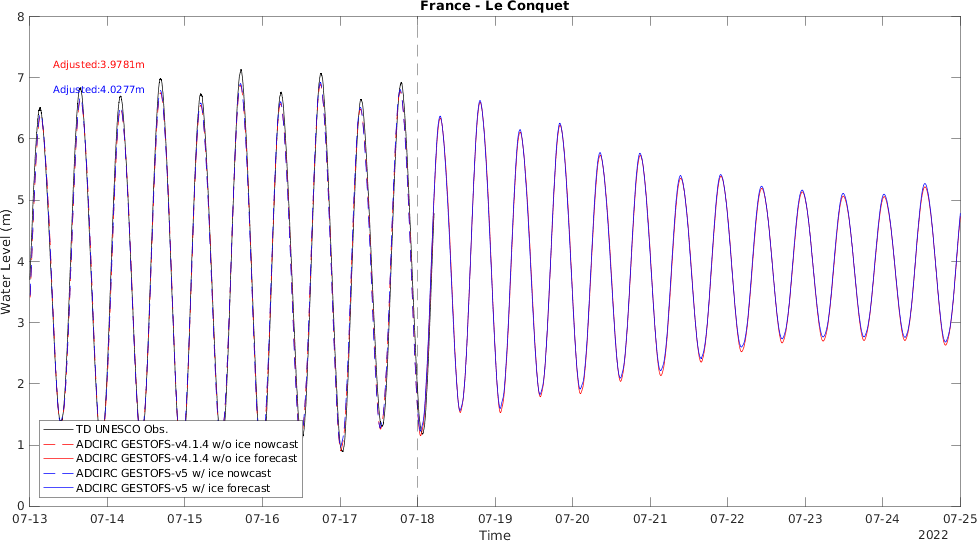 France - Le Conquet
Adjusted:3.9781m
Adjusted:4.0277m
Water Level (m)
8
7
6
5
4
3
2
1
0
TD UNESCO Obs.
ADCIRC GESTOFS-v4.1.4 w/o ice nowcast
ADCIRC GESTOFS-v4.1.4 w/o ice forecast
ADCIRC GESTOFS-v5 w/ ice nowcast
ADCIRC GESTOFS-v5 w/ ice forecast
07-13 07-14 07-15 07-16 07-17 07-18 07-19 07-20 07-21 07-22 07-23 07-24 07-25
Time
2022